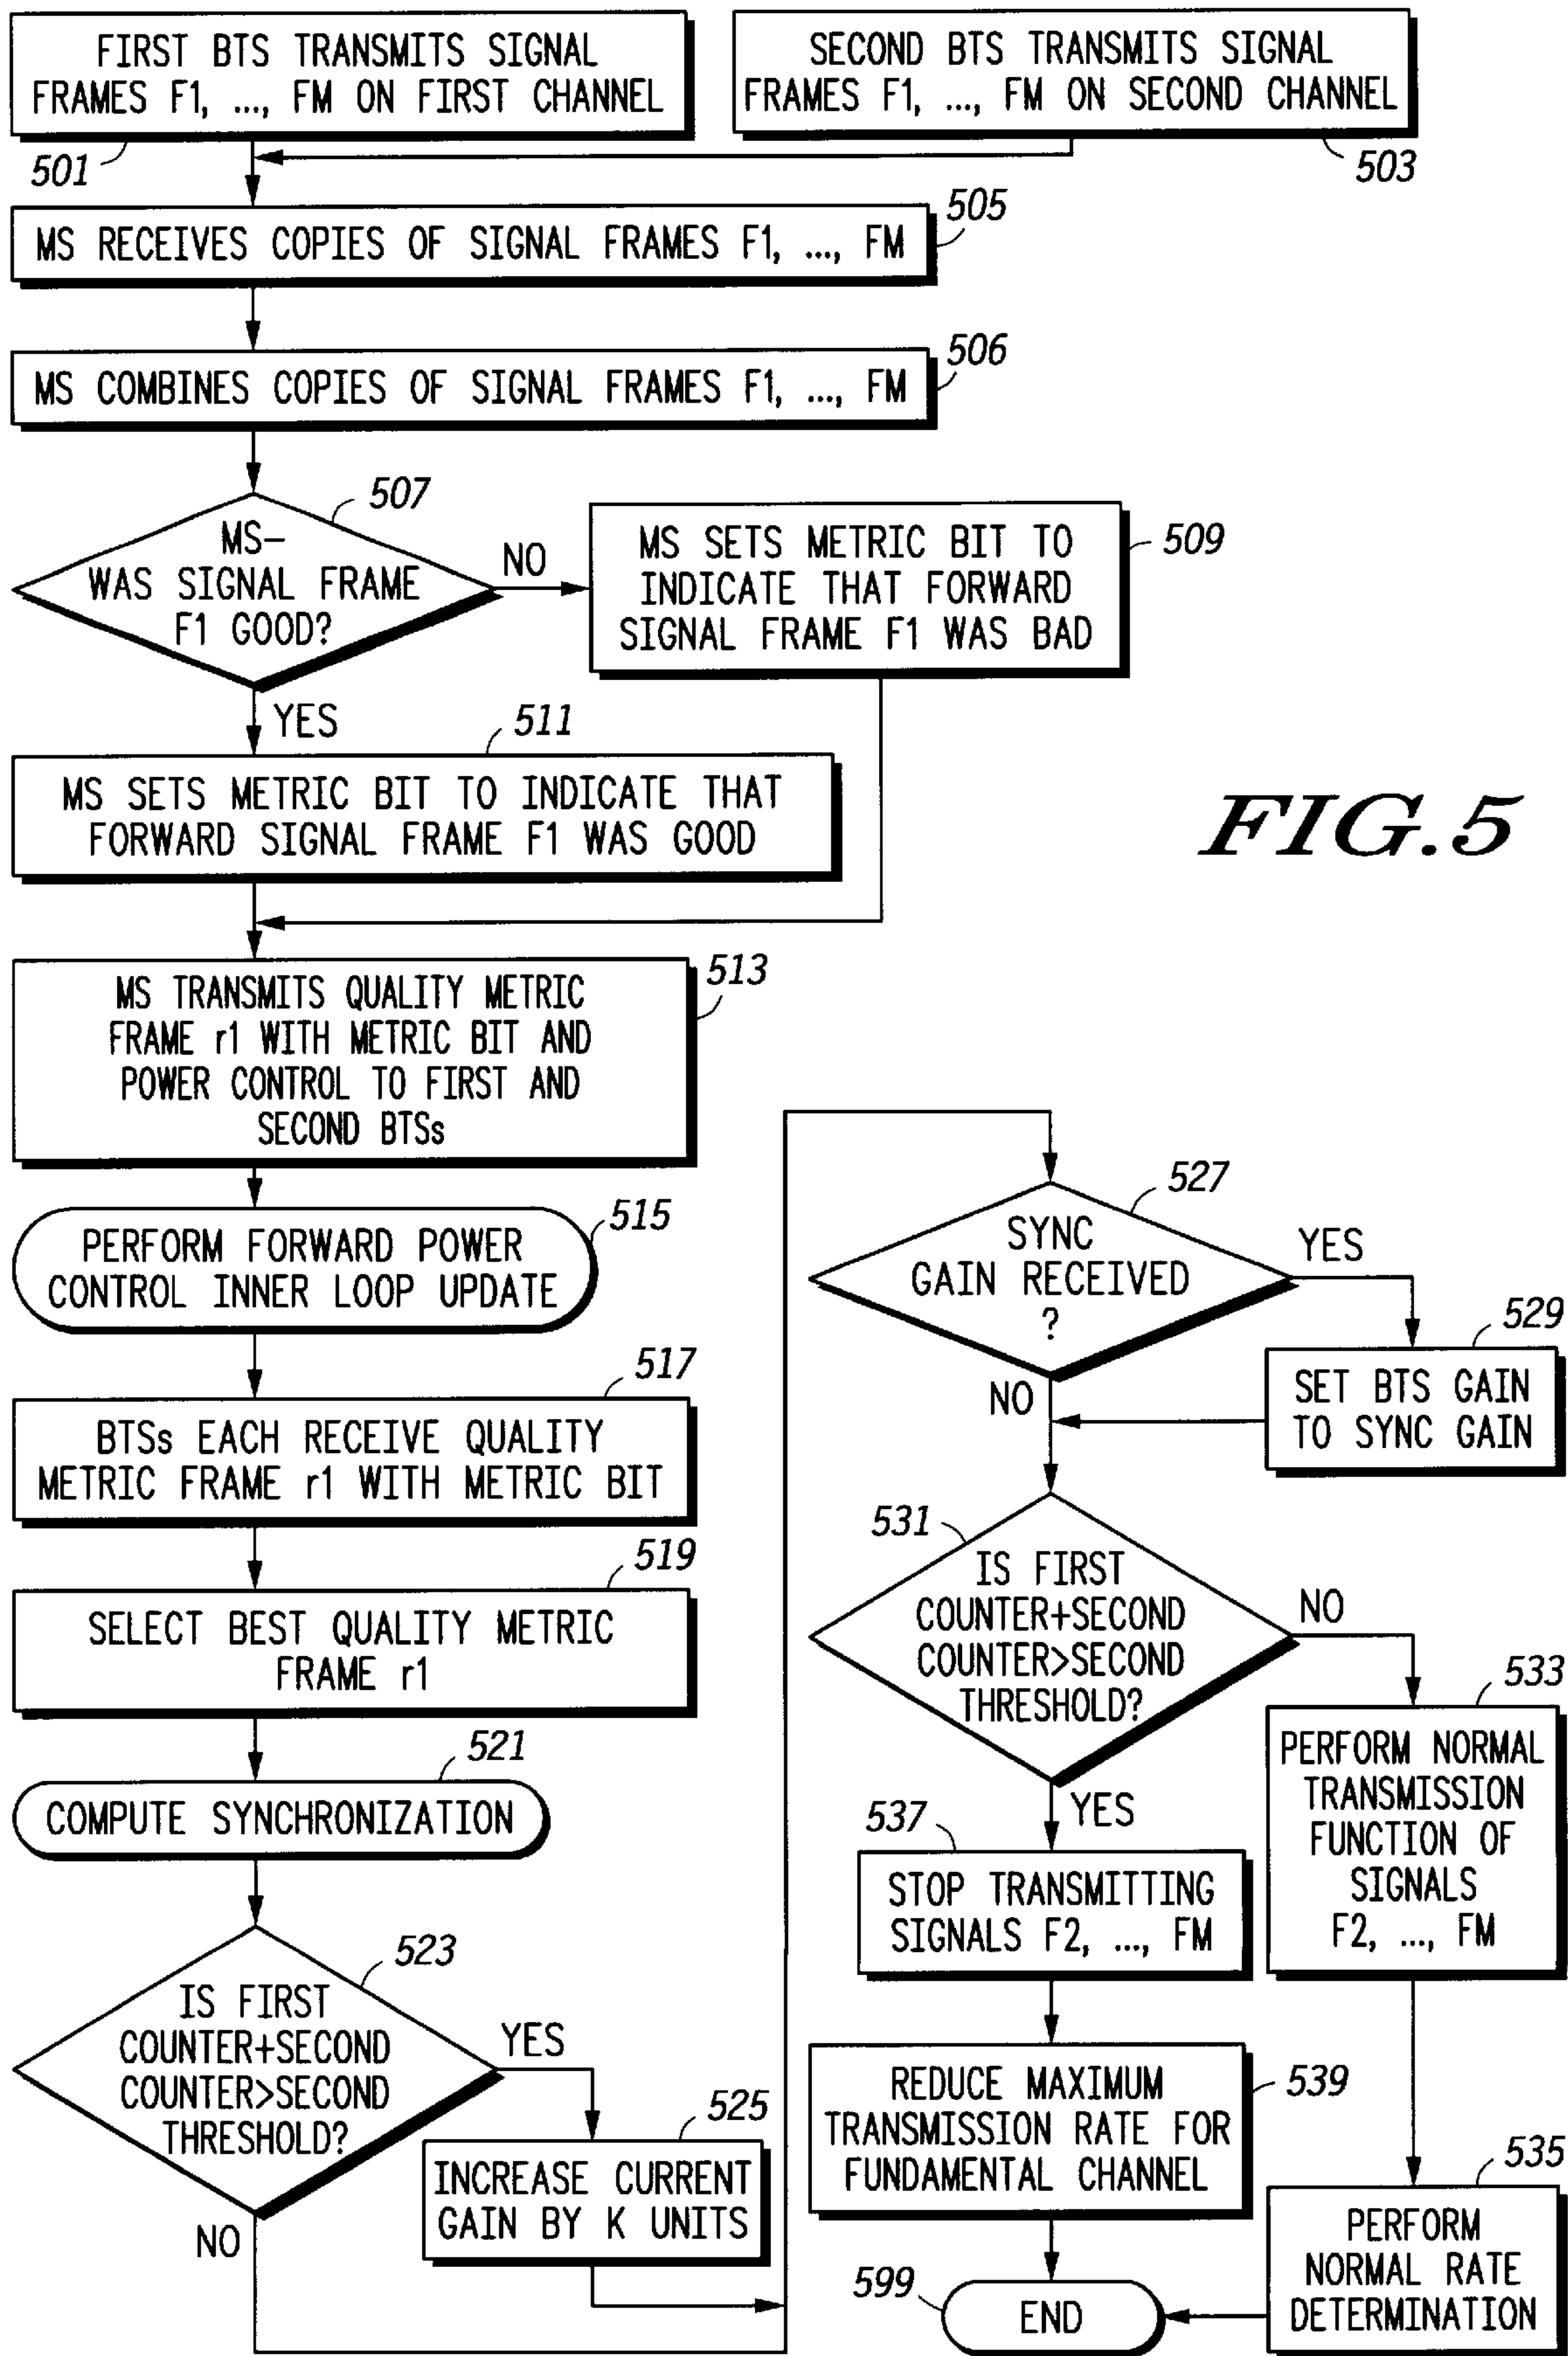 FIRST BTS TRANSMITS SIGNAL
FRAMES F1, ..., FM ON FIRST CHANNEL
501
SECOND BTS TRANSMITS SIGNAL
FRAMES F1, ..., FM ON SECOND CHANNEL
503
MS RECEIVES COPIES OF SIGNAL FRAMES F1, ..., FM
505
MS COMBINES COPIES OF SIGNAL FRAMES F1, ..., FM
506
507
MS-
WAS SIGNAL FRAME
F1 GOOD?
NO
MS SETS METRIC BIT TO
INDICATE THAT FORWARD
SIGNAL FRAME F1 WAS BAD
509
YES
511
MS SETS METRIC BIT TO INDICATE THAT
FORWARD SIGNAL FRAME F1 WAS GOOD
FIG.5
513
MS TRANSMITS QUALITY METRIC
FRAME r1 WITH METRIC BIT AND
POWER CONTROL TO FIRST AND
SECOND BTSs
515
PERFORM FORWARD POWER
CONTROL INNER LOOP UPDATE
517
BTSs EACH RECEIVE QUALITY
METRIC FRAME r1 WITH METRIC BIT
519
SELECT BEST QUALITY METRIC
FRAME r1
521
COMPUTE SYNCHRONIZATION
523
IS FIRST
COUNTER+SECOND
COUNTER>SECOND
THRESHOLD?
YES
525
INCREASE CURRENT
GAIN BY K UNITS
NO
527
SYNC
GAIN RECEIVED
?
YES
529
SET BTS GAIN
TO SYNC GAIN
NO
531
IS FIRST
COUNTER+SECOND
COUNTER>SECOND
THRESHOLD?
NO
533
PERFORM NORMAL
TRANSMISSION
FUNCTION OF
SIGNALS
F2, ..., FM
YES
537
STOP TRANSMITTING
SIGNALS F2, ..., FM
539
REDUCE MAXIMUM
TRANSMISSION RATE FOR
FUNDAMENTAL CHANNEL
535
PERFORM
NORMAL RATE
DETERMINATION
599
END